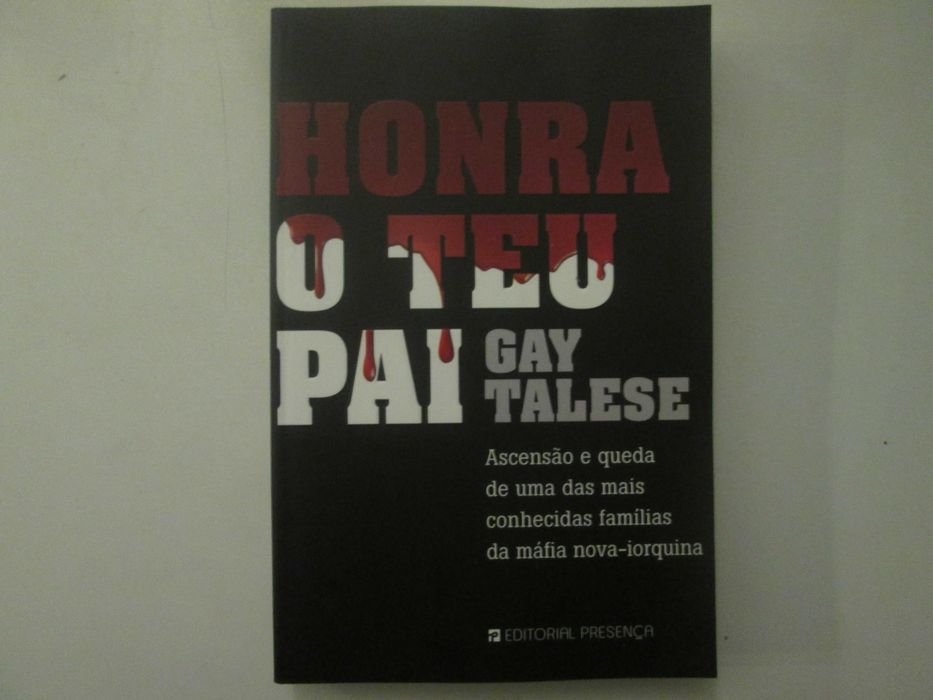 HONRA
O TEU
PAI
GAY
TALESE
Ascensão e queda
de uma das mais
conhecidas famílias
da máfia nova-iorquina
EDITORIAL PRESENÇA